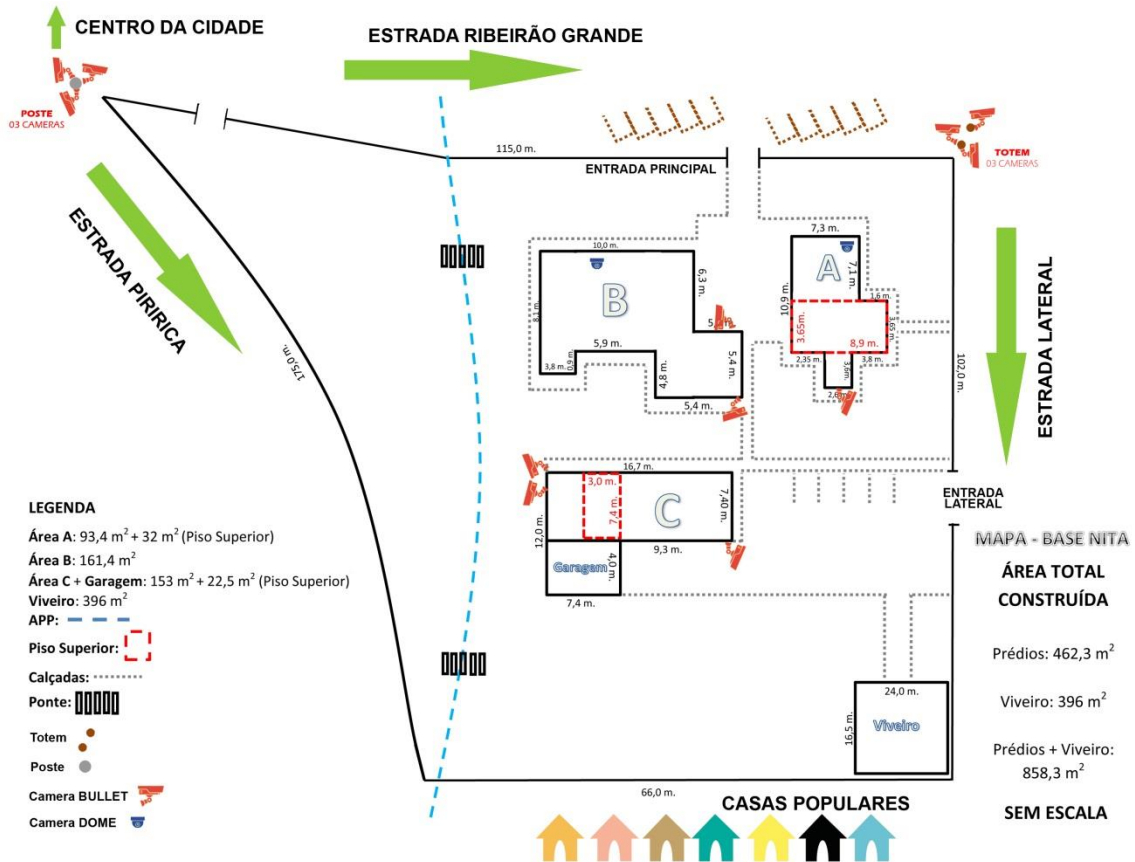 CENTRO DA CIDADE
ESTRADA RIBEIRÃO GRANDE
POSTE
03 CAMERAS
TOTEM
03 CAMERAS
115,0 m.
ENTRADA PRINCIPAL
ESTRADA PIRIRICA
175,0 m.
ESTRADA LATERAL
102,0 m.
10,0 m.
B
8,1
6,3 m.
5,9 m.
3,8 m.
0,9 m.
4,8 m.
5,4 m.
5,4 m.
7,3 m.
A
7,1 m.
10,9 m.
1,6 m.
3.65m.
8,9 m.
3,65 m.
2,35 m.
3,6m.
3,8 m.
2,6 m.
16,7 m.
3,0 m.
7,4 m.
C
7,40 m.
12,0 m.
9,3 m.
Garagem
4,0 m.
7,4 m.
ENTRADA
LATERAL
24,0 m.
16,5 m.
Viveiro
66,0 m.
CASAS POPULARES
LEGENDA
Área A: 93,4 m² + 32 m² (Piso Superior)
Área B: 161,4 m²
Área C + Garagem: 153 m² + 22,5 m² (Piso Superior)
Viveiro: 396 m²
APP:
Piso Superior:
Calçadas:
Ponte:
Totem
Poste
Camera BULLET
Camera DOME
MAPA - BASE NITA
ÁREA TOTAL
CONSTRUÍDA
Prédios: 462,3 m²
Viveiro: 396 m²
Prédios + Viveiro:
858,3 m²
SEM ESCALA